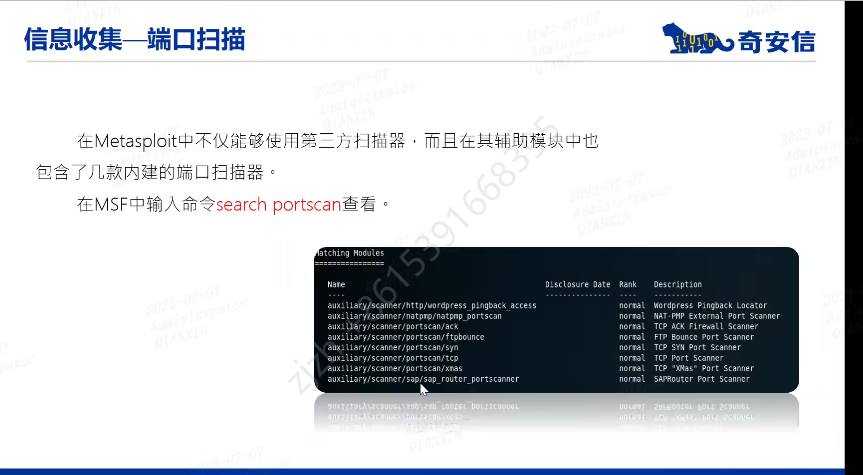 信息收集—端口扫描
奇安信
在Metasploit中不仅能够使用第三方扫描器，而且在其辅助模块中也
包含了几款内建的端口扫描器。
在MSF中输入命令search portscan查看。
Matching Modules
================
Name Disclosure Date Rank Description
---- --------------- ---- -----------
auxiliary/scanner/http/wordpress_pingback_access normal Wordpress Pingback Locator
auxiliary/scanner/natpmp/natpmp_portscan normal NAT-PMP External Port Scanner
auxiliary/scanner/portscan/ack normal TCP ACK Firewall Scanner
auxiliary/scanner/portscan/ftpbounce normal FTP Bounce Port Scanner
auxiliary/scanner/portscan/syn normal TCP SYN Port Scanner
auxiliary/scanner/portscan/tcp normal TCP Port Scanner
auxiliary/scanner/portscan/xmas normal TCP "XMas" Port Scanner
auxiliary/scanner/sap/sap_router_portscanner normal SAPRouter Port Scanner